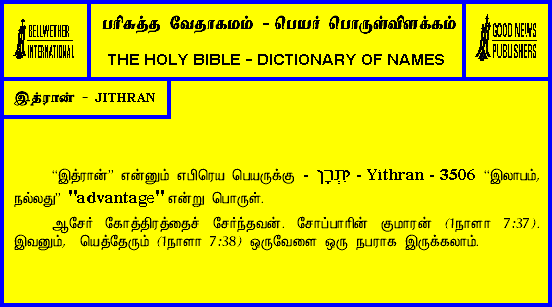 BELLWETHER
INTERNATIONAL
பரிசுத்த வேதாகமம் - பெயர் பொருள்விளக்கம்
THE HOLY BIBLE - DICTIONARY OF NAMES
GOOD NEWS
PUBLISHERS
இத்ரான் - JITHRAN
“இத்ரான்” என்னும் எபிரெய பெயருக்கு - יִתְרָן - Yithran - 3506 “இலாபம்,
நல்லது” "advantage" என்று பொருள்.
ஆசேர் கோத்திரத்தைச் சேர்ந்தவன். சோப்பாரின் குமாரன் (1நாளா 7:37).
இவனும், யெத்தேரும் (1நாளா 7:38) ஒருவேளை ஒரு நபராக இருக்கலாம்.